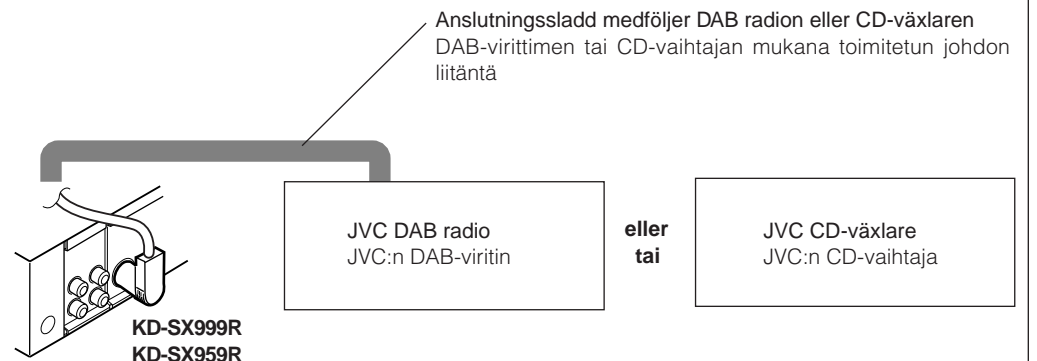 Anslutningssladd medföljer DAB radion eller CD-växlaren
DAB-virittimen tai CD-vaihtajan mukana toimitetun johdon
liitäntä
JVC DAB radio
JVC:n DAB-viritin
eller
tai
JVC CD-växlare
JVC:n CD-vaihtaja
KD-SX999R
KD-SX959R